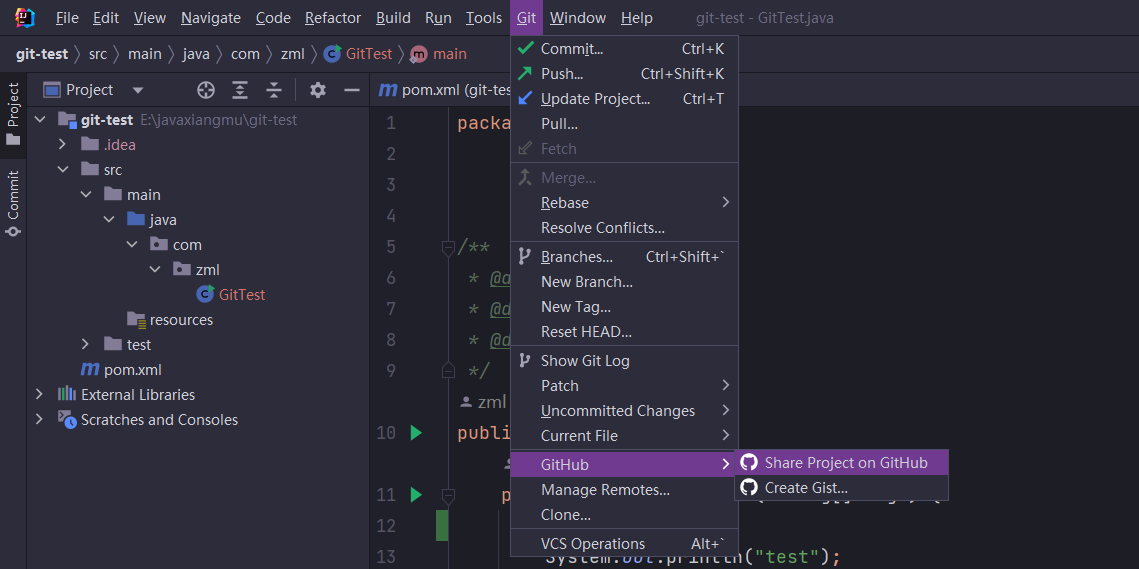 File Edit View Navigate Code Refactor Build Run Tools Git Window Help git-test - GitTest.java
git-test src main java com zml GitTest main
Project
Commit
Project
git-test E:\javaxiangmu\git-test
.idea
src
main
java
com
zml
GitTest
resources
test
pom.xml
External Libraries
Scratches and Consoles
pom.xml (git-tes
1 packa
2
3
4
5 /**
6 * @d
7 * @d
8 * @d
9 */
zml
10 publi
11 p
12
13 System.out.println("test");
Commit... Ctrl+K
Push... Ctrl+Shift+K
Update Project... Ctrl+T
Pull...
Fetch
Merge...
Rebase
Resolve Conflicts...
Branches... Ctrl+Shift+`
New Branch...
New Tag...
Reset HEAD...
Show Git Log
Patch
Uncommitted Changes
Current File
GitHub
Manage Remotes...
Clone...
VCS Operations Alt+`
Share Project on GitHub
Create Gist...